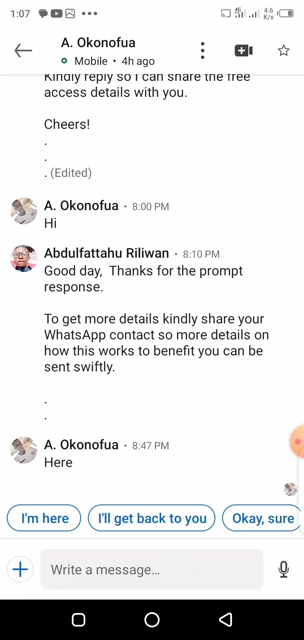 1:07
4G
4.6
K/s
A. Okonofua
Mobile • 4h ago
Kindly reply so I can share the free
access details with you.
Cheers!
.
.
. (Edited)
A. Okonofua • 8:00 PM
Hi
Abdulfattahu Riliwan • 8:10 PM
Good day,  Thanks for the prompt
response.
To get more details kindly share your
WhatsApp contact so more details on
how this works to benefit you can be
sent swiftly.
.
.
A. Okonofua • 8:47 PM
Here
I'm here
I'll get back to you
Okay, sure
Write a message...